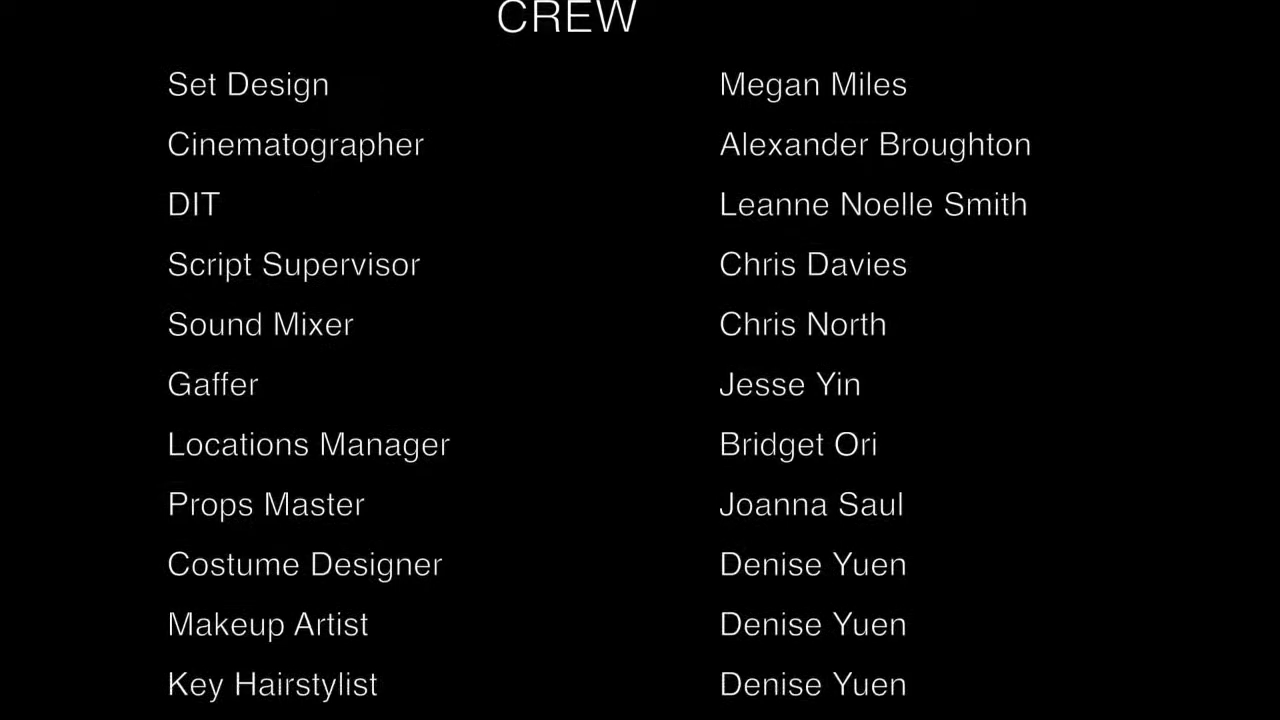 CREW
Set Design Megan Miles
Cinematographer Alexander Broughton
DIT Leanne Noelle Smith
Script Supervisor Chris Davies
Sound Mixer Chris North
Gaffer Jesse Yin
Locations Manager Bridget Ori
Props Master Joanna Saul
Costume Designer Denise Yuen
Makeup Artist Denise Yuen
Key Hairstylist Denise Yuen